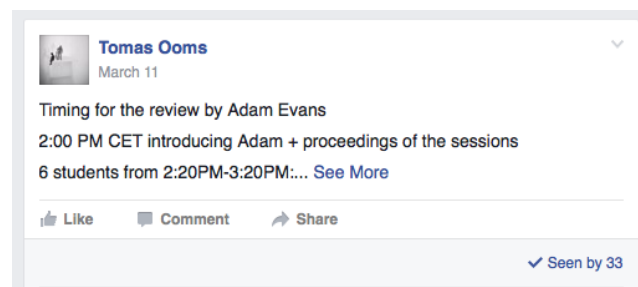 Tomas Ooms
March 11
Timing for the review by Adam Evans
2:00 PM CET introducing Adam + proceedings of the sessions
6 students from 2:20PM-3:20PM:... See More
Like Comment Share
Seen by 33